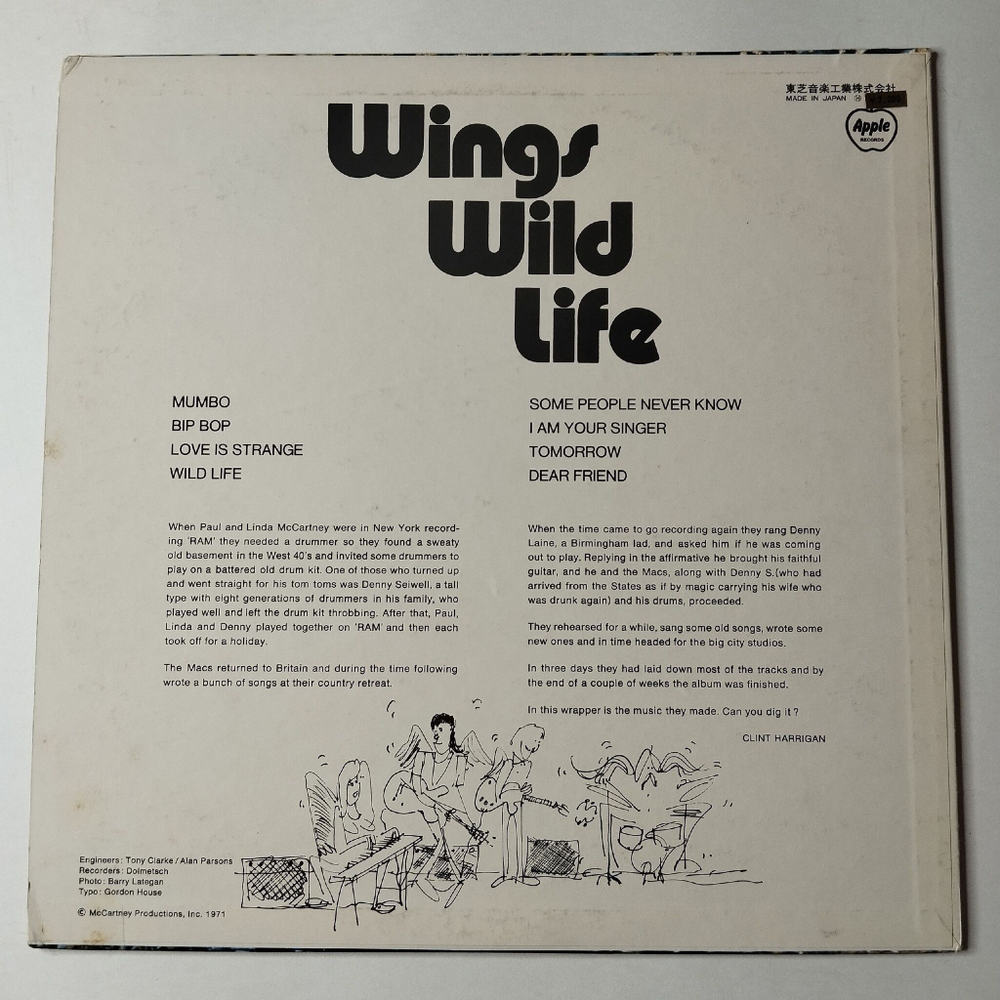 東芝音楽工業株式会社
MADE IN JAPAN
Apple
RECORDS
Wings
Wild
Life
MUMBO
BIP BOP
LOVE IS STRANGE
WILD LIFE
SOME PEOPLE NEVER KNOW
I AM YOUR SINGER
TOMORROW
DEAR FRIEND
When Paul and Linda McCartney were in New York record-
ing 'RAM' they needed a drummer so they found a sweaty
old basement in the West 40's and invited some drummers to
play on a battered old drum kit. One of those who turned up
and went straight for his tom toms was Denny Seiwell, a tall
type with eight generations of drummers in his family, who
played well and left the drum kit throbbing. After that, Paul,
Linda and Denny played together on 'RAM' and then each
took off for a holiday.
The Macs returned to Britain and during the time following
wrote a bunch of songs at their country retreat.
When the time came to go recording again they rang Denny
Laine, a Birmingham lad, and asked him if he was coming
out to play. Replying in the affirmative he brought his faithful
guitar, and he and the Macs, along with Denny S.(who had
arrived from the States as if by magic carrying his wife who
was drunk again) and his drums, proceeded.
They rehearsed for a while, sang some old songs, wrote some
new ones and in time headed for the big city studios.
In three days they had laid down most of the tracks and by
the end of a couple of weeks the album was finished.
In this wrapper is the music they made. Can you dig it?
CLINT HARRIGAN
Engineers: Tony Clarke/Alan Parsons
Recorders: Dolmetsch
Photo: Barry Lategan
Typo: Gordon House
© McCartney Productions, Inc. 1971